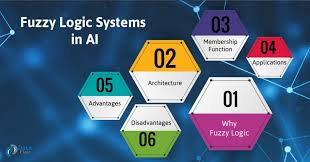 Fuzzy Logic Systems
in AI
01
Why
Fuzzy Logic
02
Architecture
03
Membership
Function
04
Applications
05
Advantages
Disadvantages
06